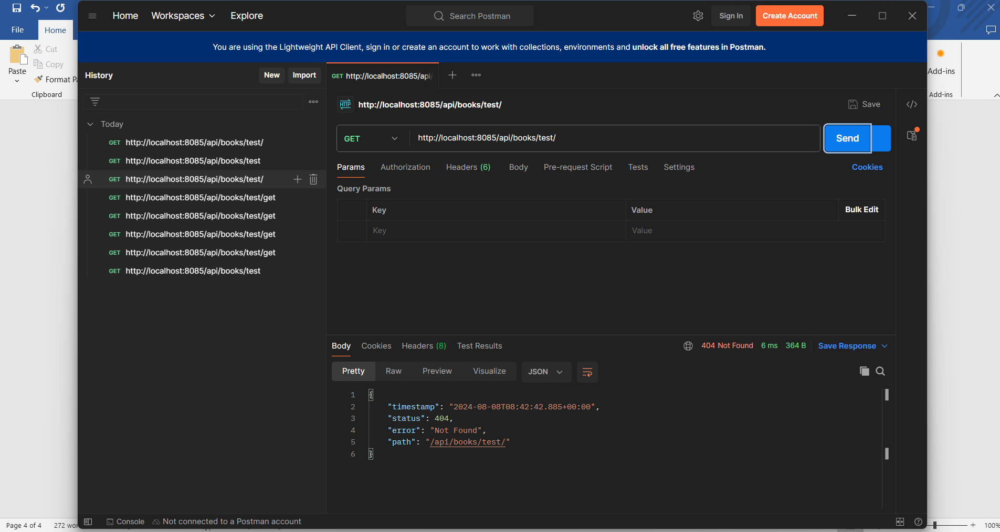 Home
Workspaces
Explore
Search Postman
Sign In
Create Account
File
Home
You are using the Lightweight API Client, sign in or create an account to work with collections, environments and unlock all free features in Postman.
Paste
Cut
Copy
Format Pa
Clipboard
Add-ins
Add-ins
History
New
Import
GET http://localhost:8085/api/
HTTP
http://localhost:8085/api/books/test/
Save
Today
GET http://localhost:8085/api/books/test/
GET http://localhost:8085/api/books/test
GET http://localhost:8085/api/books/test/
GET http://localhost:8085/api/books/test/get
GET http://localhost:8085/api/books/test/get
GET http://localhost:8085/api/books/test/get
GET http://localhost:8085/api/books/test/get
GET http://localhost:8085/api/books/test
GET
http://localhost:8085/api/books/test/
Send
Params
Authorization
Headers (6)
Body
Pre-request Script
Tests
Settings
Cookies
Query Params
Key
Value
Bulk Edit
Key
Value
Body
Cookies
Headers (8)
Test Results
404 Not Found
6 ms
364 B
Save Response
Pretty
Raw
Preview
Visualize
JSON
1 {
2 "timestamp": "2024-08-08T08:42:42.885+00:00",
3 "status": 404,
4 "error": "Not Found",
5 "path": "/api/books/test/"
6 }
Console
Not connected to a Postman account
Page 4 of 4
272 wor
100%